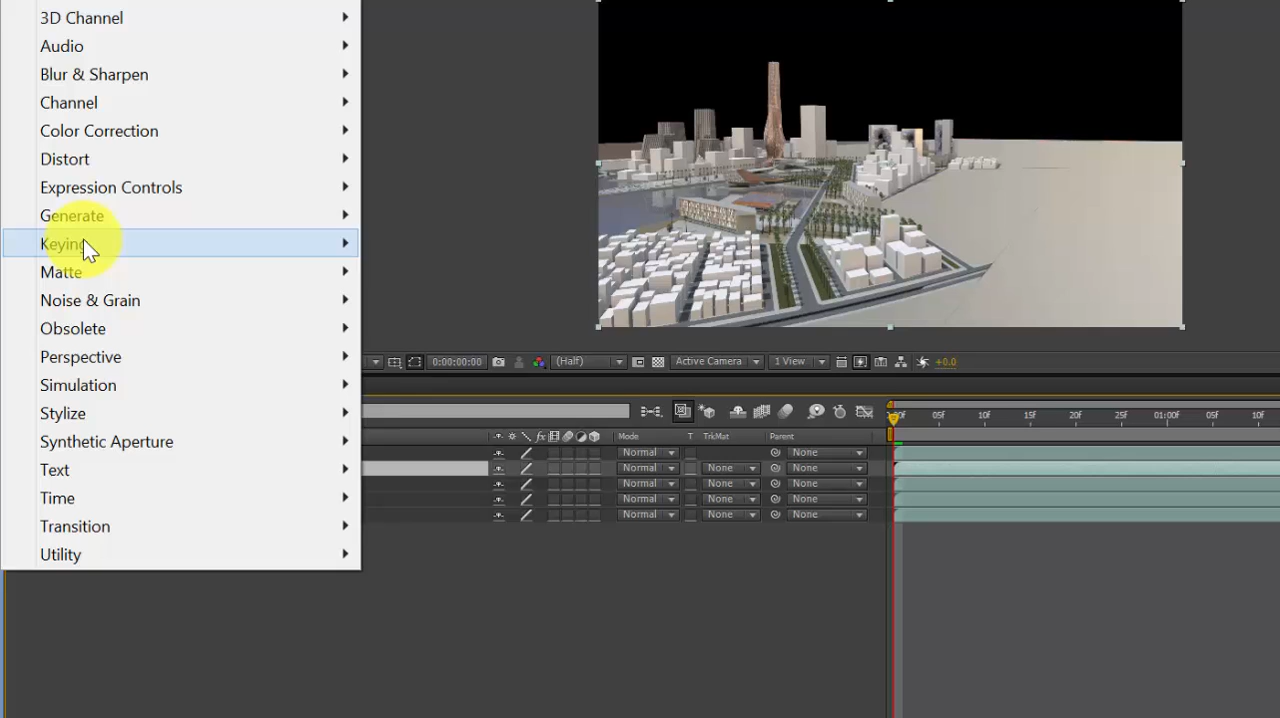 3D Channel
Audio
Blur & Sharpen
Channel
Color Correction
Distort
Expression Controls
Generate
Keying
Matte
Noise & Grain
Obsolete
Perspective
Simulation
Stylize
Synthetic Aperture
Text
Time
Transition
Utility
0:00:00:00 (Half) Active Camera 1 View +0.0
05f 10f 15f 20f 25f 01:00f 05f 10f
fx Mode T TrkMat Parent
Normal None
Normal None None
Normal None None
Normal None None
Normal None None